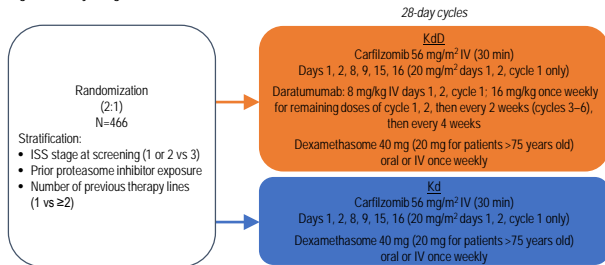 28-day cycles
Randomization
(2:1)
N=466
Stratification:
• ISS stage at screening (1 or 2 vs 3)
• Prior proteasome inhibitor exposure
• Number of previous therapy lines
(1 vs ≥2)
KdD
Carfilzomib 56 mg/m² IV (30 min)
Days 1, 2, 8, 9, 15, 16 (20 mg/m² days 1, 2, cycle 1 only)
Daratumumab: 8 mg/kg IV days 1, 2, cycle 1; 16 mg/kg once weekly
for remaining doses of cycle 1, 2, then every 2 weeks (cycles 3–6),
then every 4 weeks
Dexamethasone 40 mg (20 mg for patients >75 years old)
oral or IV once weekly
Kd
Carfilzomib 56 mg/m² IV (30 min)
Days 1, 2, 8, 9, 15, 16 (20 mg/m² days 1, 2, cycle 1 only)
Dexamethasone 40 mg (20 mg for patients >75 years old)
oral or IV once weekly